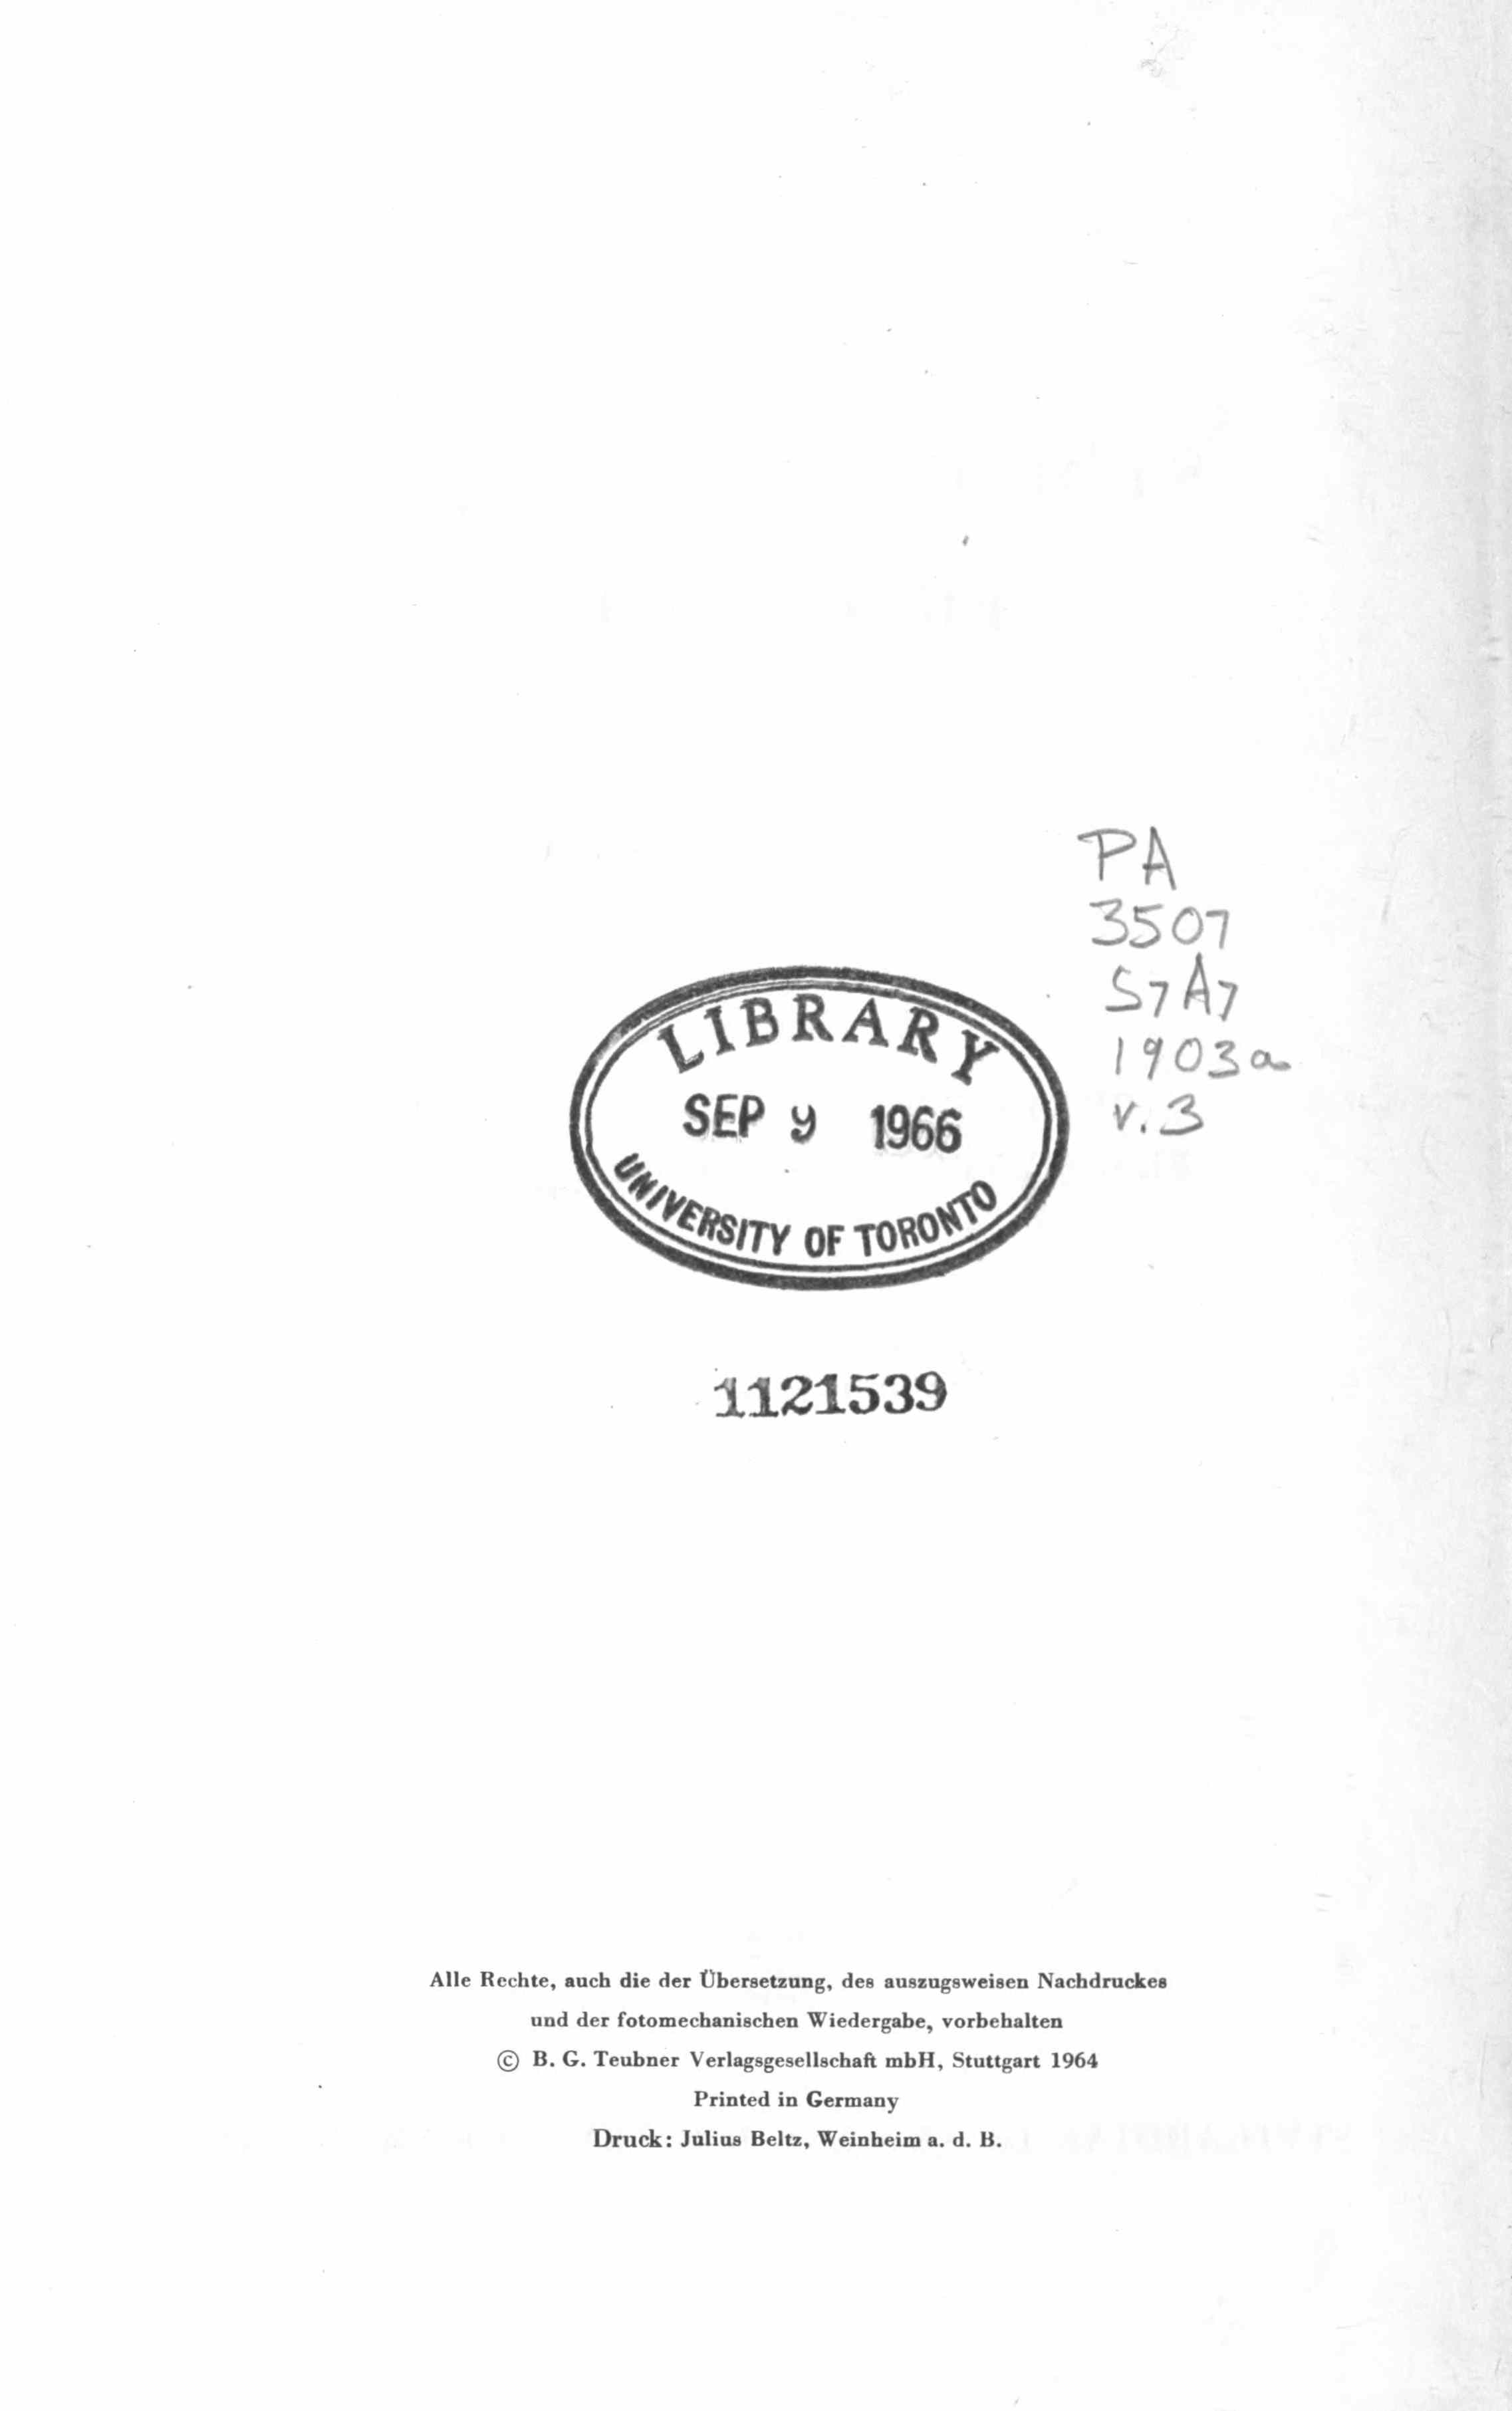 PA
3507
S7A7
1903a
v.3
LIBRARY
SEP 9 1966
UNIVERSITY OF TORONTO
1121539
Alle Rechte, auch die der Übersetzung, des auszugsweisen Nachdruckes
und der fotomechanischen Wiedergabe, vorbehalten
© B. G. Teubner Verlagsgesellschaft mbH, Stuttgart 1964
Printed in Germany
Druck: Julius Beltz, Weinheim a. d. B.